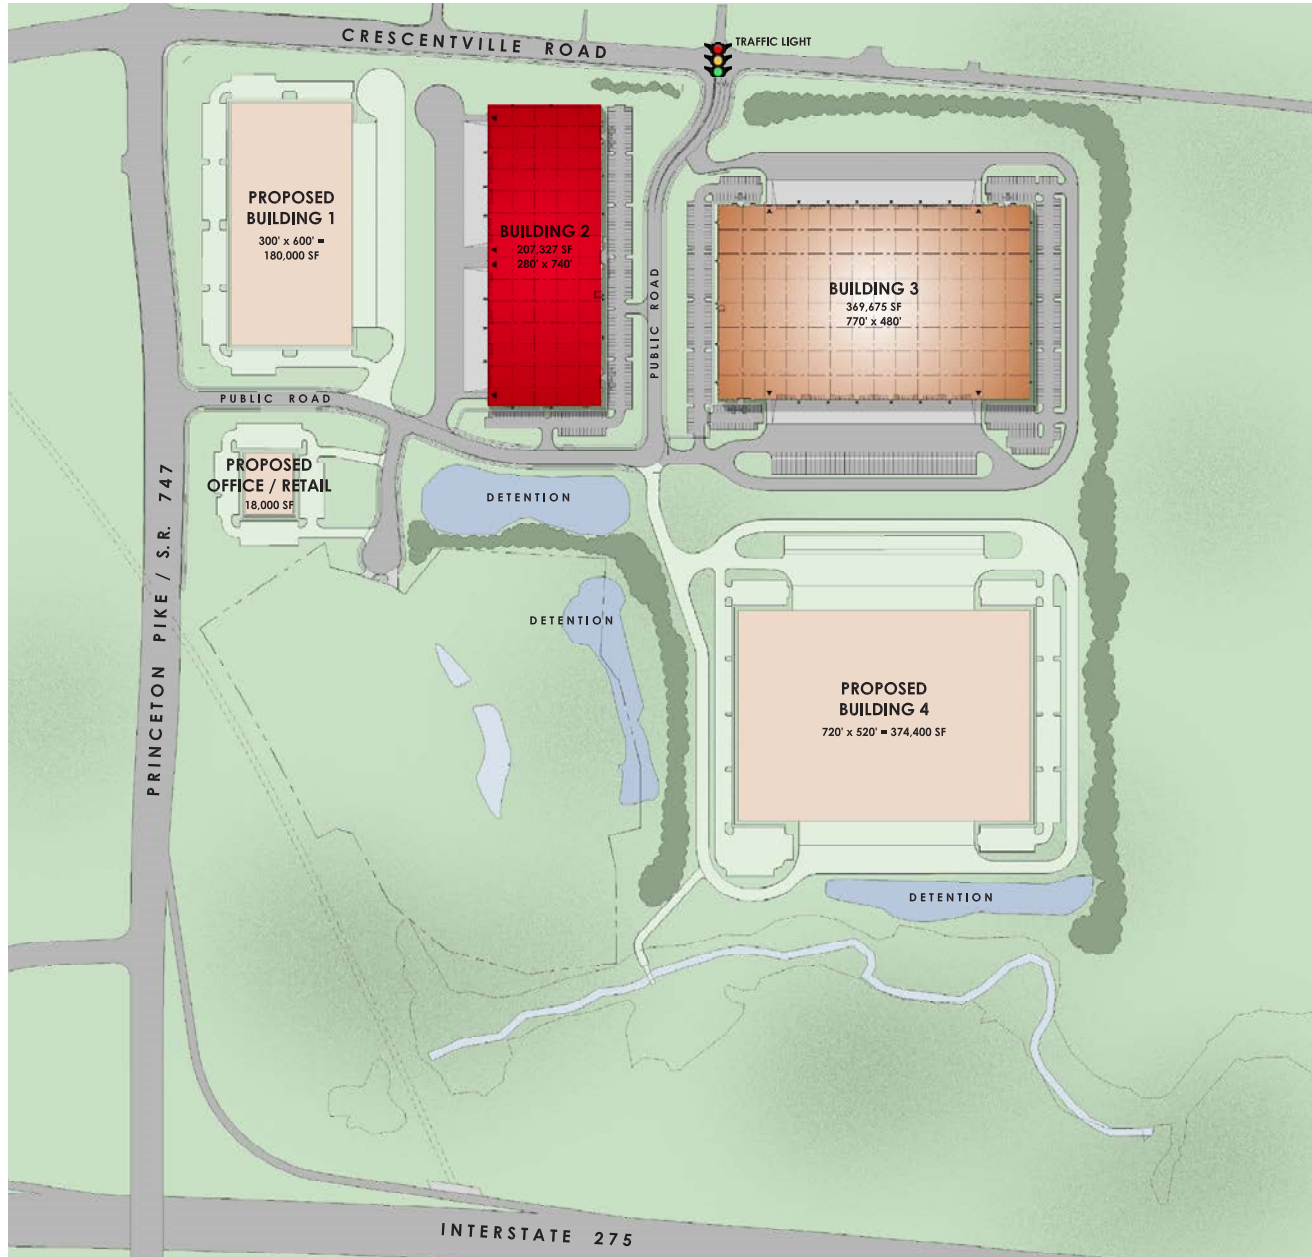 CRESCENTVILLE ROAD
TRAFFIC LIGHT
PROPOSED
BUILDING 1
300' x 600' =
180,000 SF
BUILDING 2
207,327 SF
280' x 740'
PUBLIC ROAD
BUILDING 3
369,675 SF
770' x 480'
PUBLIC ROAD
PROPOSED
OFFICE / RETAIL
18,000 SF
DETENTION
PRINCETON PIKE / S.R. 747
DETENTION
PROPOSED
BUILDING 4
720' x 520' = 374,400 SF
DETENTION
INTERSTATE 275